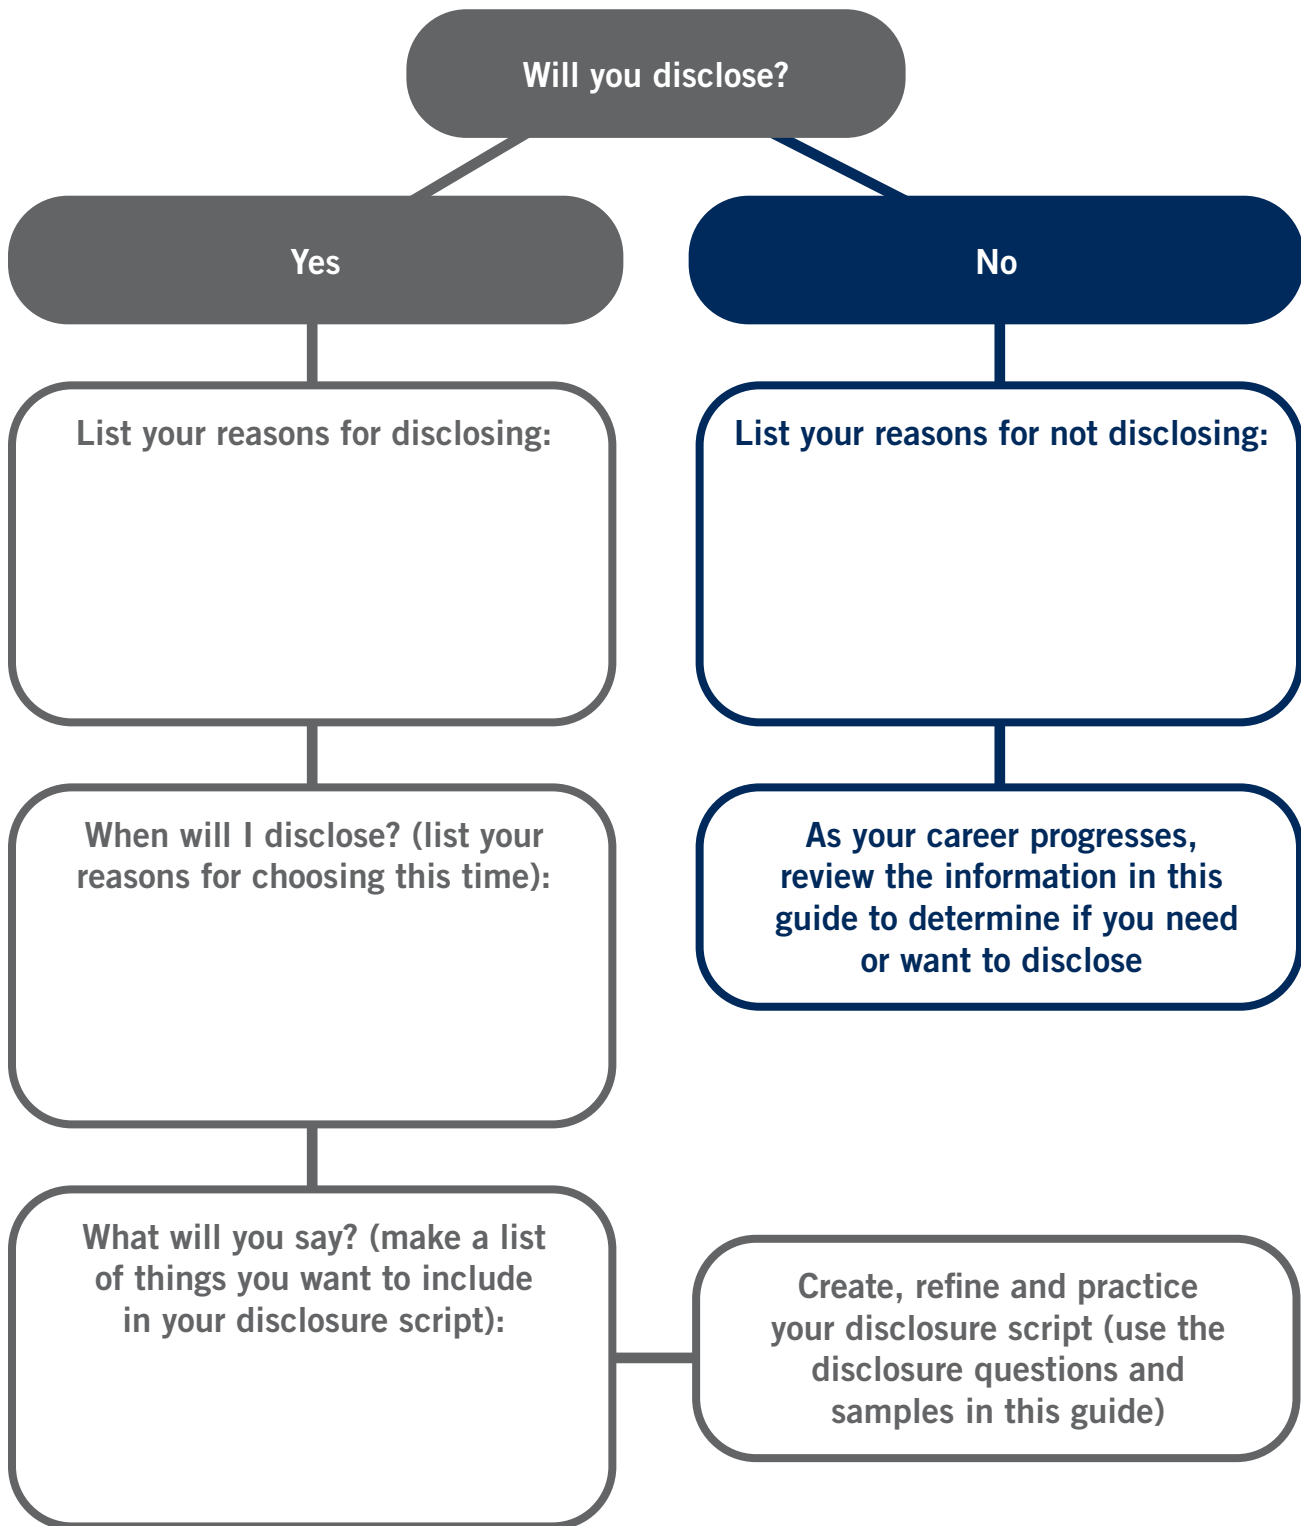 Will you disclose?
Yes
No
List your reasons for disclosing:
List your reasons for not disclosing:
When will I disclose? (list your
reasons for choosing this time):
As your career progresses,
review the information in this
guide to determine if you need
or want to disclose
What will you say? (make a list
of things you want to include
in your disclosure script):
Create, refine and practice
your disclosure script (use the
disclosure questions and
samples in this guide)